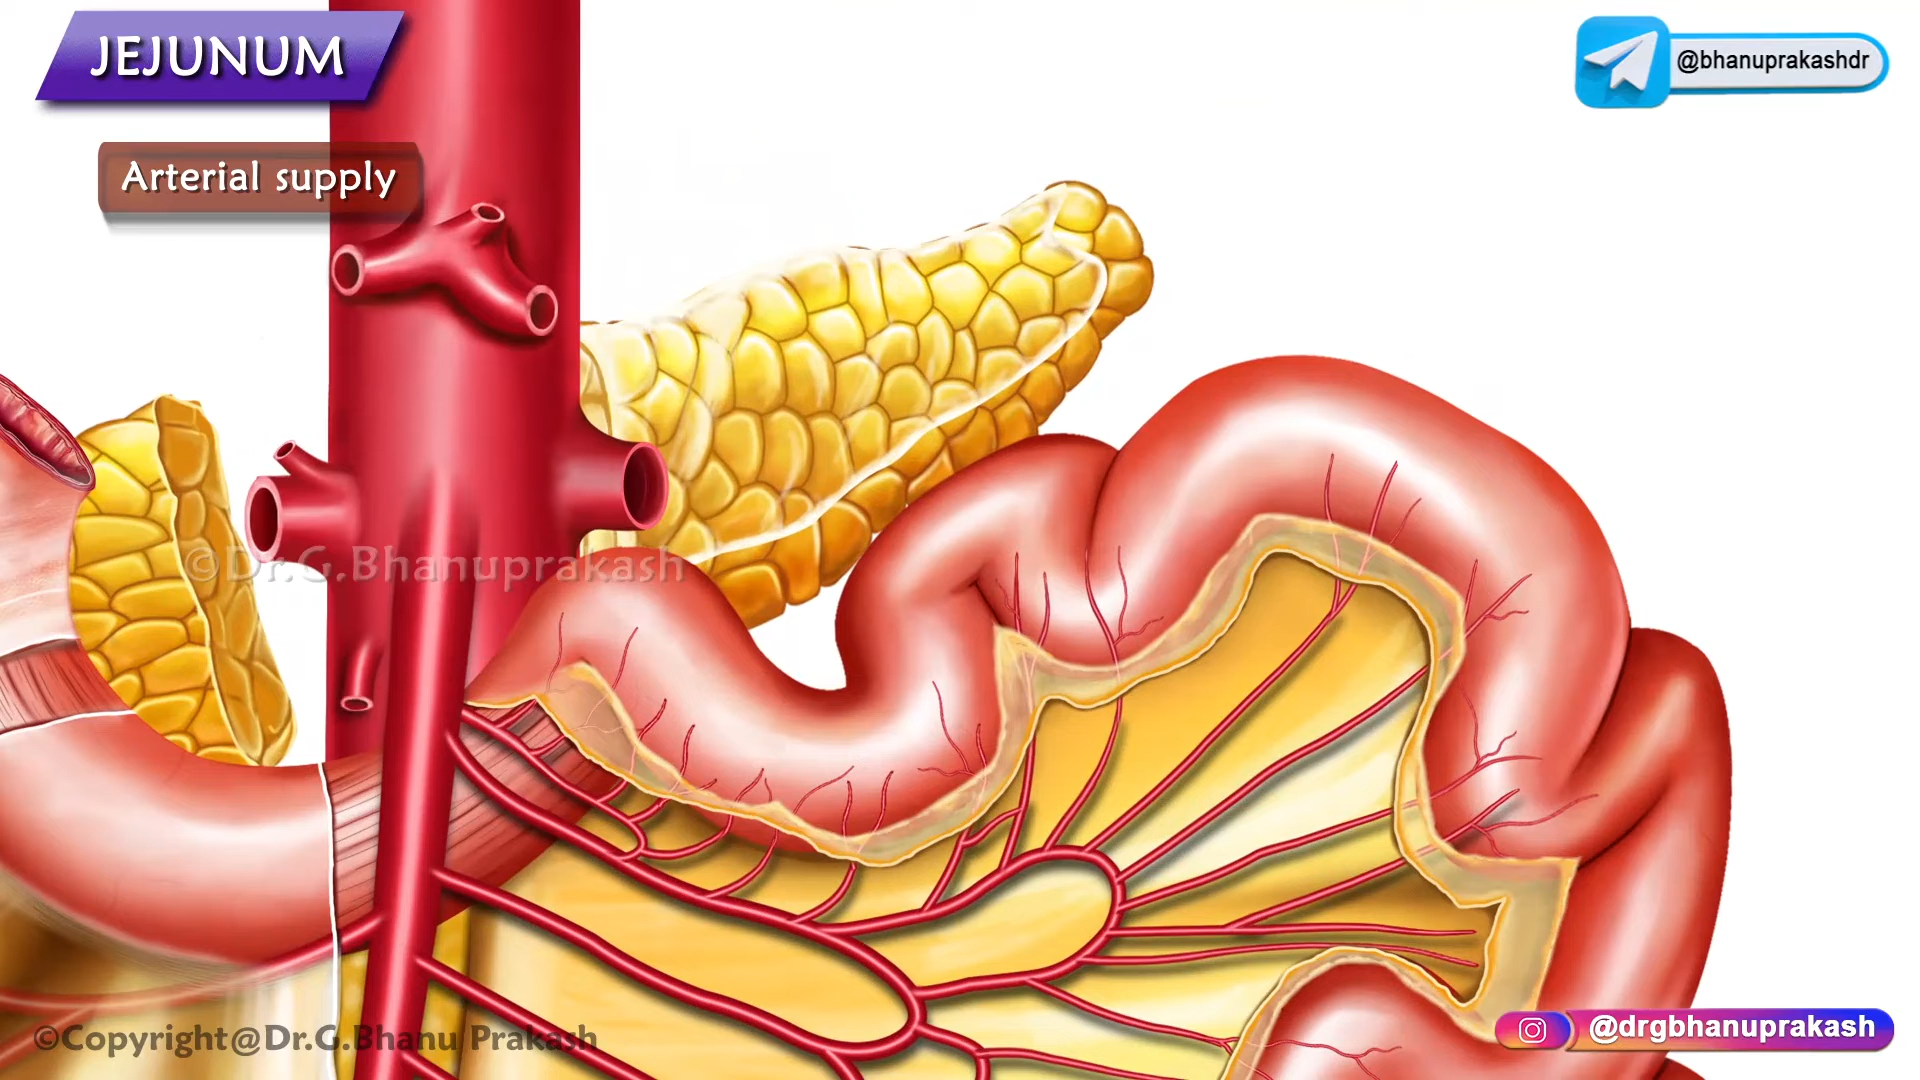 JEJUNUM
@bhanuprakashdr
Arterial supply
©Dr.G.Bhanuprakash
©Copyright@Dr.G.Bhanu Prakash
@drgbhanuprakash